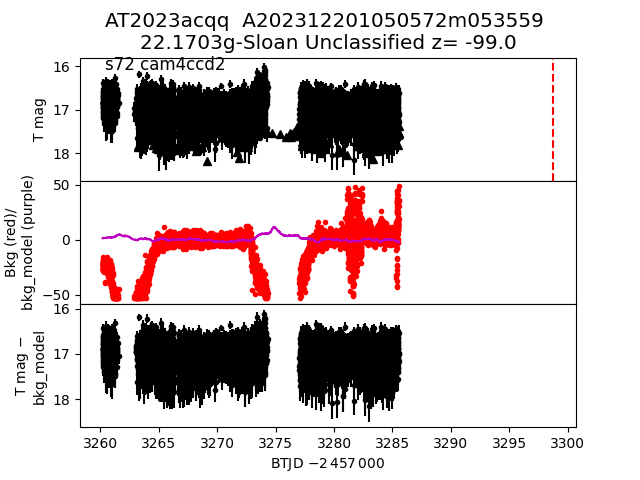 AT2023acqq  A202312201050572m053559
22.1703g-Sloan Unclassified z= -99.0
s72 cam4ccd2
16
17
18
T mag
50
0
−50
Bkg (red)/
bkg_model (purple)
16
17
18
T mag −
bkg_model
3260 3265 3270 3275 3280 3285 3290 3295 3300
BTJD −2 457 000